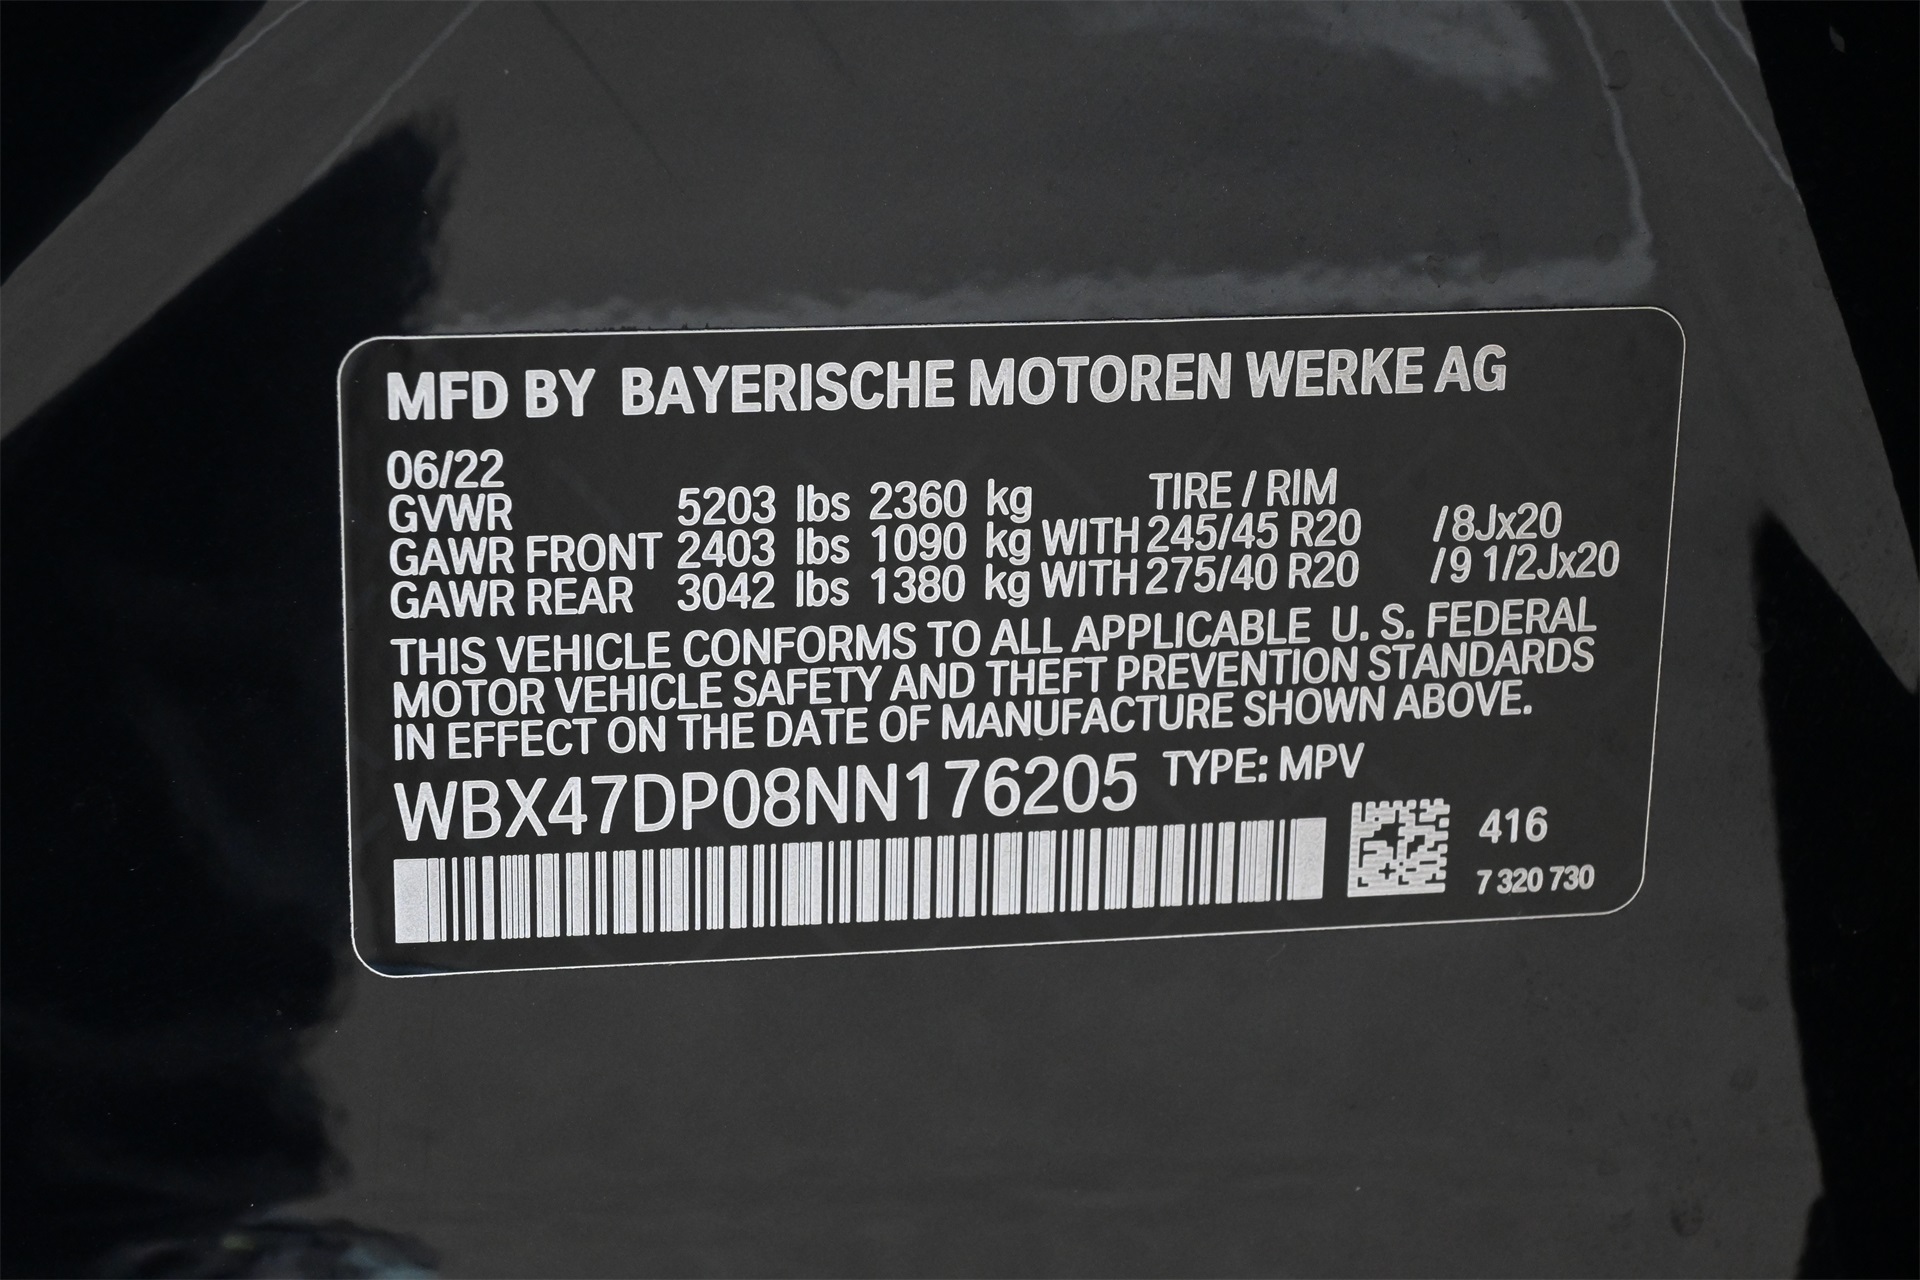 MFD BY BAYERISCHE MOTOREN WERKE AG
06/22 TIRE / RIM
GVWR 5203 lbs 2360 kg
GAWR FRONT 2403 lbs 1090 kg WITH 245/45 R20 /8Jx20
GAWR REAR 3042 lbs 1380 kg WITH 275/40 R20 /9 1/2Jx20
THIS VEHICLE CONFORMS TO ALL APPLICABLE U. S. FEDERAL
MOTOR VEHICLE SAFETY AND THEFT PREVENTION STANDARDS
IN EFFECT ON THE DATE OF MANUFACTURE SHOWN ABOVE.
WBX47DP08NN176205 TYPE: MPV
416
7 320 730